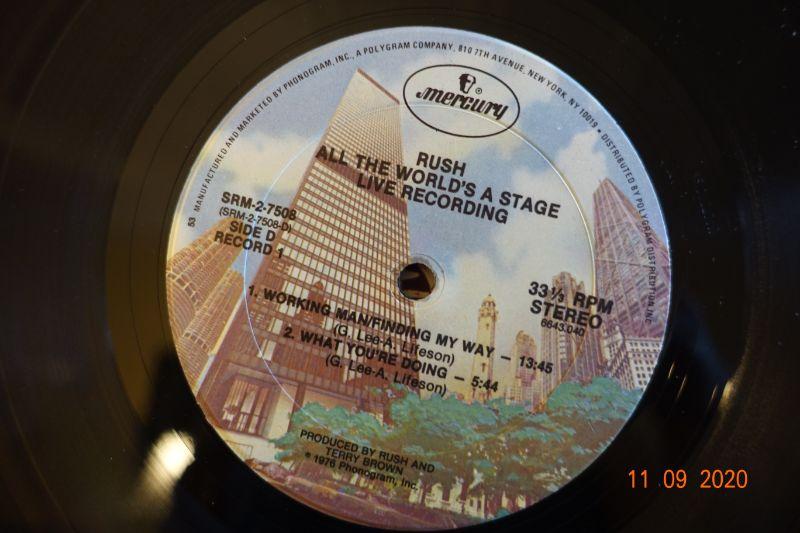 53 MANUFACTURED AND MARKETED BY PHONOGRAM, INC., A POLYGRAM COMPANY, 810 7TH AVENUE, NEW YORK, NY 10019 • DISTRIBUTED BY POLYGRAM DISTRIBUTION INC
mercury®
RUSH
ALL THE WORLD'S A STAGE
LIVE RECORDING
SRM-2-7508
(SRM-2-7508-D)
SIDE D
RECORD 1
33⅓ RPM
STEREO
6643.040
1. WORKING MAN/FINDING MY WAY — 13:45
(G. Lee-A. Lifeson)
2. WHAT YOU'RE DOING — 5:44
(G. Lee-A. Lifeson)
PRODUCED BY RUSH AND
TERRY BROWN
℗ 1976 Phonogram, Inc.
11 09 2020